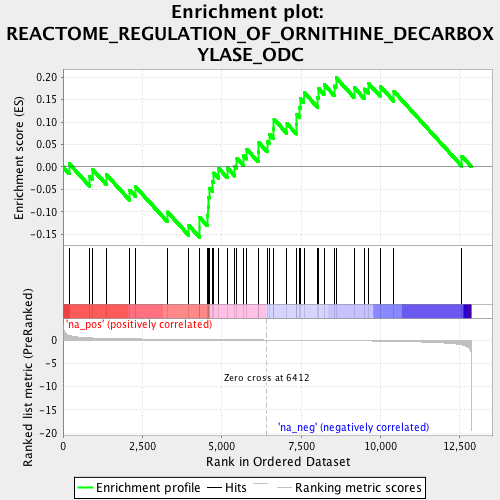 Enrichment plot:
REACTOME_REGULATION_OF_ORNITHINE_DECARBOX
YLASE_ODC
Enrichment score (ES)
0.20
0.15
0.10
0.05
0.00
-0.05
-0.10
-0.15
'na_pos' (positively correlated)
Ranked list metric (PreRanked)
0
-5
-10
-15
-20
Zero cross at 6412
'na_neg' (negatively correlated)
0
2,500
5,000
7,500
10,000
12,500
Rank in Ordered Dataset
Enrichment profile
Hits
Ranking metric scores